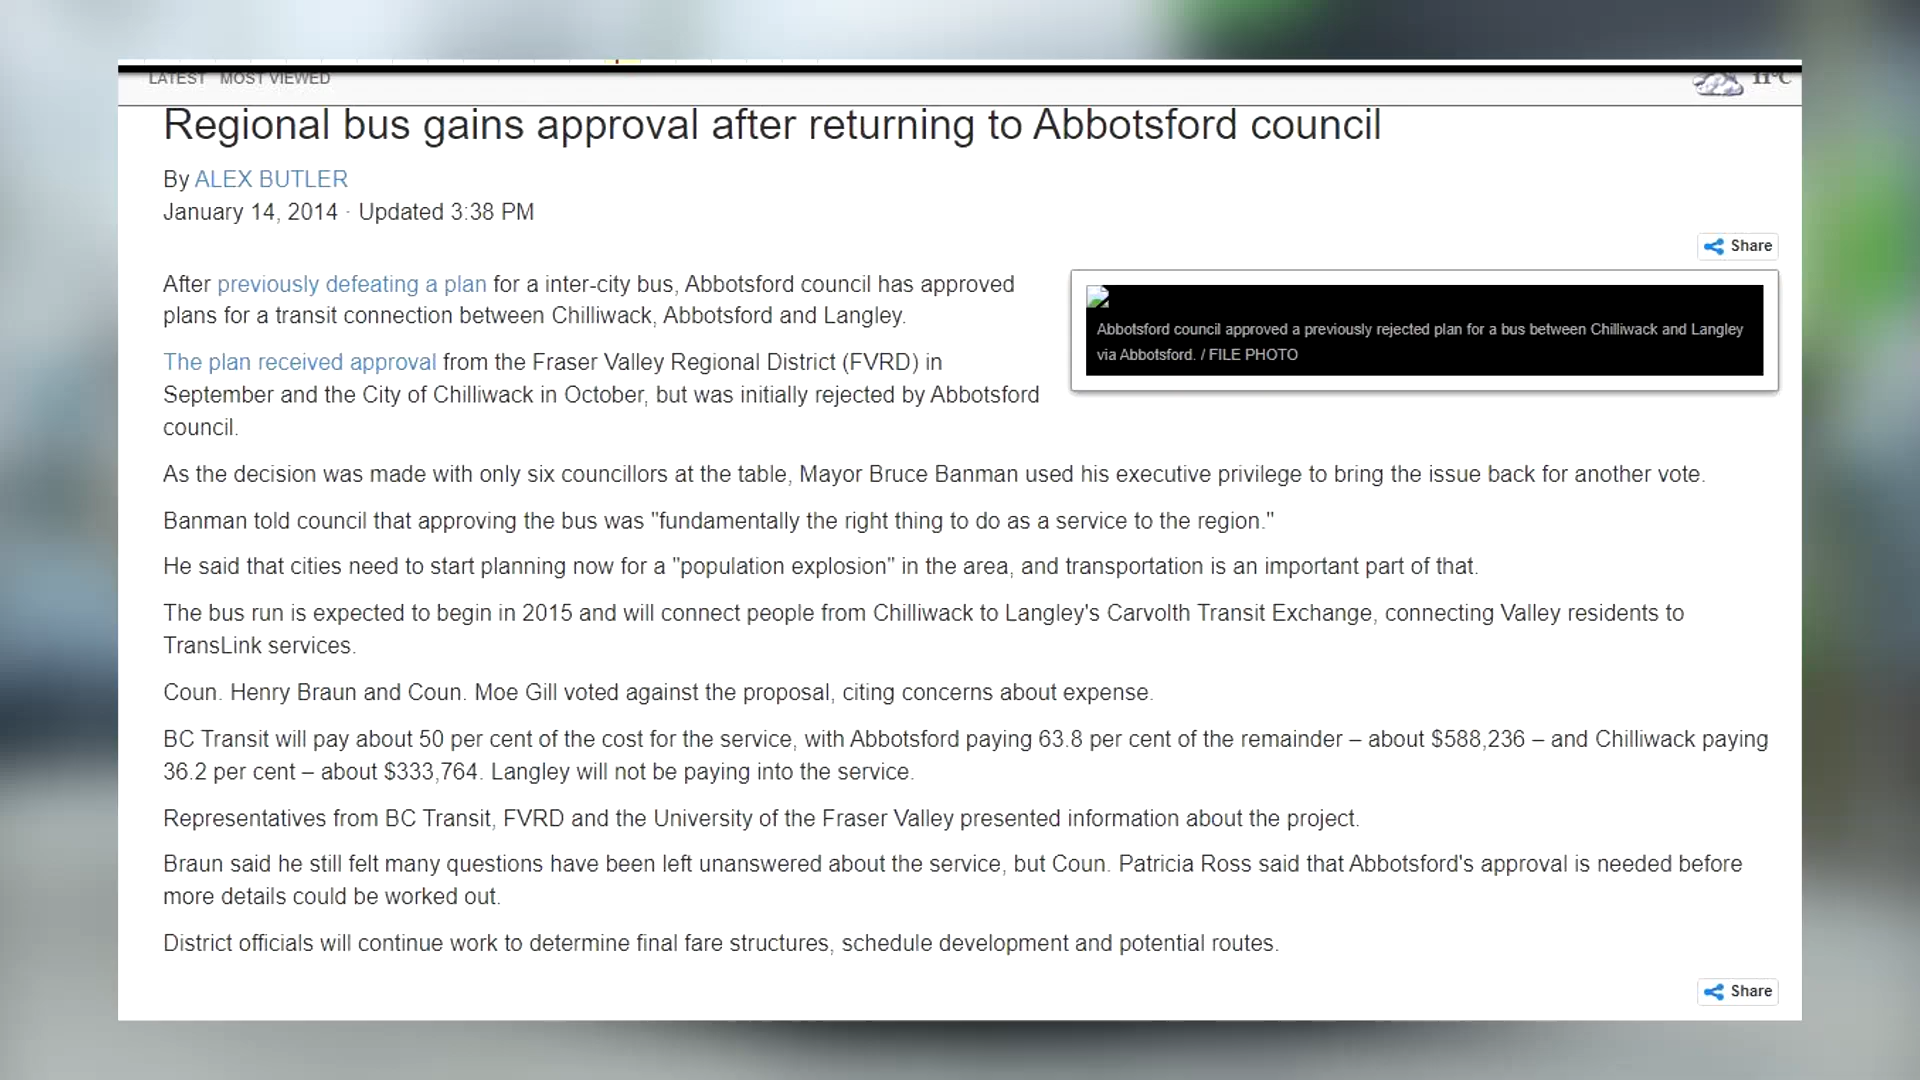 LATEST MOST VIEWED
11°C
Regional bus gains approval after returning to Abbotsford council
By ALEX BUTLER
January 14, 2014 · Updated 3:38 PM
Share
After previously defeating a plan for a inter-city bus, Abbotsford council has approved
plans for a transit connection between Chilliwack, Abbotsford and Langley.
Abbotsford council approved a previously rejected plan for a bus between Chilliwack and Langley
via Abbotsford. / FILE PHOTO
The plan received approval from the Fraser Valley Regional District (FVRD) in
September and the City of Chilliwack in October, but was initially rejected by Abbotsford
council.
As the decision was made with only six councillors at the table, Mayor Bruce Banman used his executive privilege to bring the issue back for another vote.
Banman told council that approving the bus was "fundamentally the right thing to do as a service to the region."
He said that cities need to start planning now for a "population explosion" in the area, and transportation is an important part of that.
The bus run is expected to begin in 2015 and will connect people from Chilliwack to Langley's Carvolth Transit Exchange, connecting Valley residents to
TransLink services.
Coun. Henry Braun and Coun. Moe Gill voted against the proposal, citing concerns about expense.
BC Transit will pay about 50 per cent of the cost for the service, with Abbotsford paying 63.8 per cent of the remainder – about $588,236 – and Chilliwack paying
36.2 per cent – about $333,764. Langley will not be paying into the service.
Representatives from BC Transit, FVRD and the University of the Fraser Valley presented information about the project.
Braun said he still felt many questions have been left unanswered about the service, but Coun. Patricia Ross said that Abbotsford's approval is needed before
more details could be worked out.
District officials will continue work to determine final fare structures, schedule development and potential routes.
Share